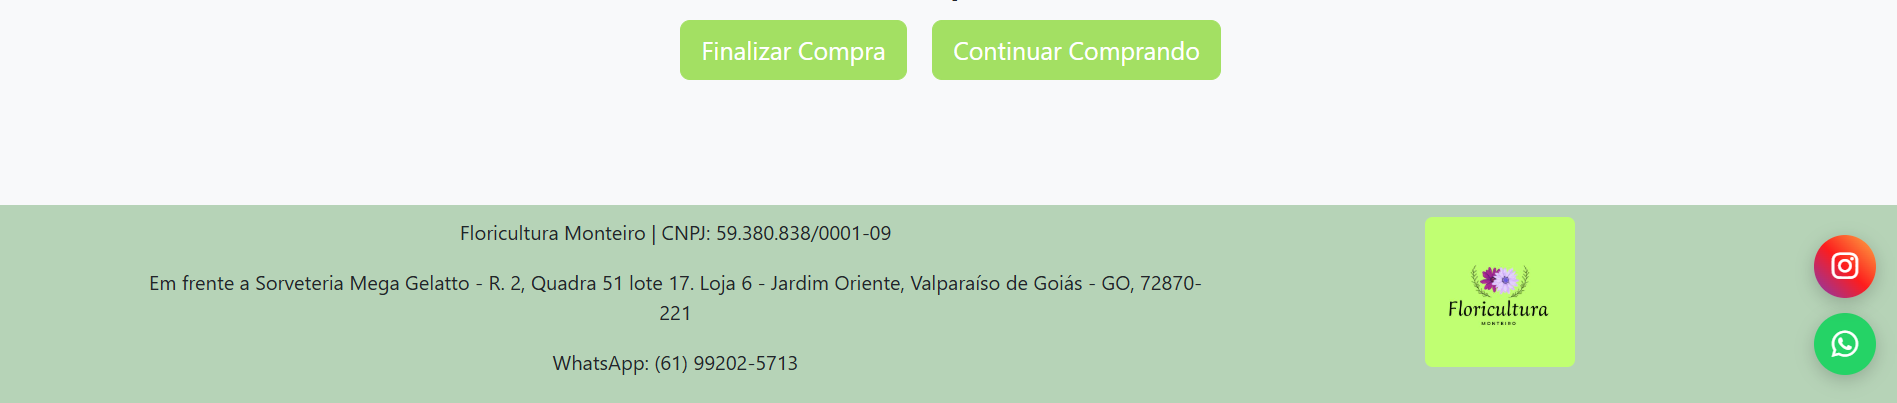 Finalizar Compra Continuar Comprando
Floricultura Monteiro | CNPJ: 59.380.838/0001-09
Em frente a Sorveteria Mega Gelatto - R. 2, Quadra 51 lote 17. Loja 6 - Jardim Oriente, Valparaíso de Goiás - GO, 72870-
221
WhatsApp: (61) 99202-5713
Floricultura
MONTEIRO